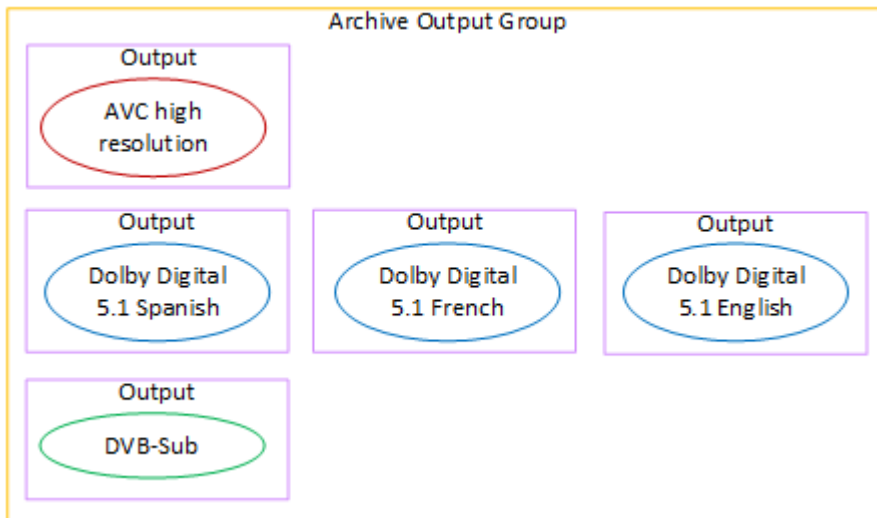 Archive Output Group
Output
AVC high
resolution
Output
Dolby Digital
5.1 Spanish
Output
Dolby Digital
5.1 French
Output
Dolby Digital
5.1 English
Output
DVB-Sub